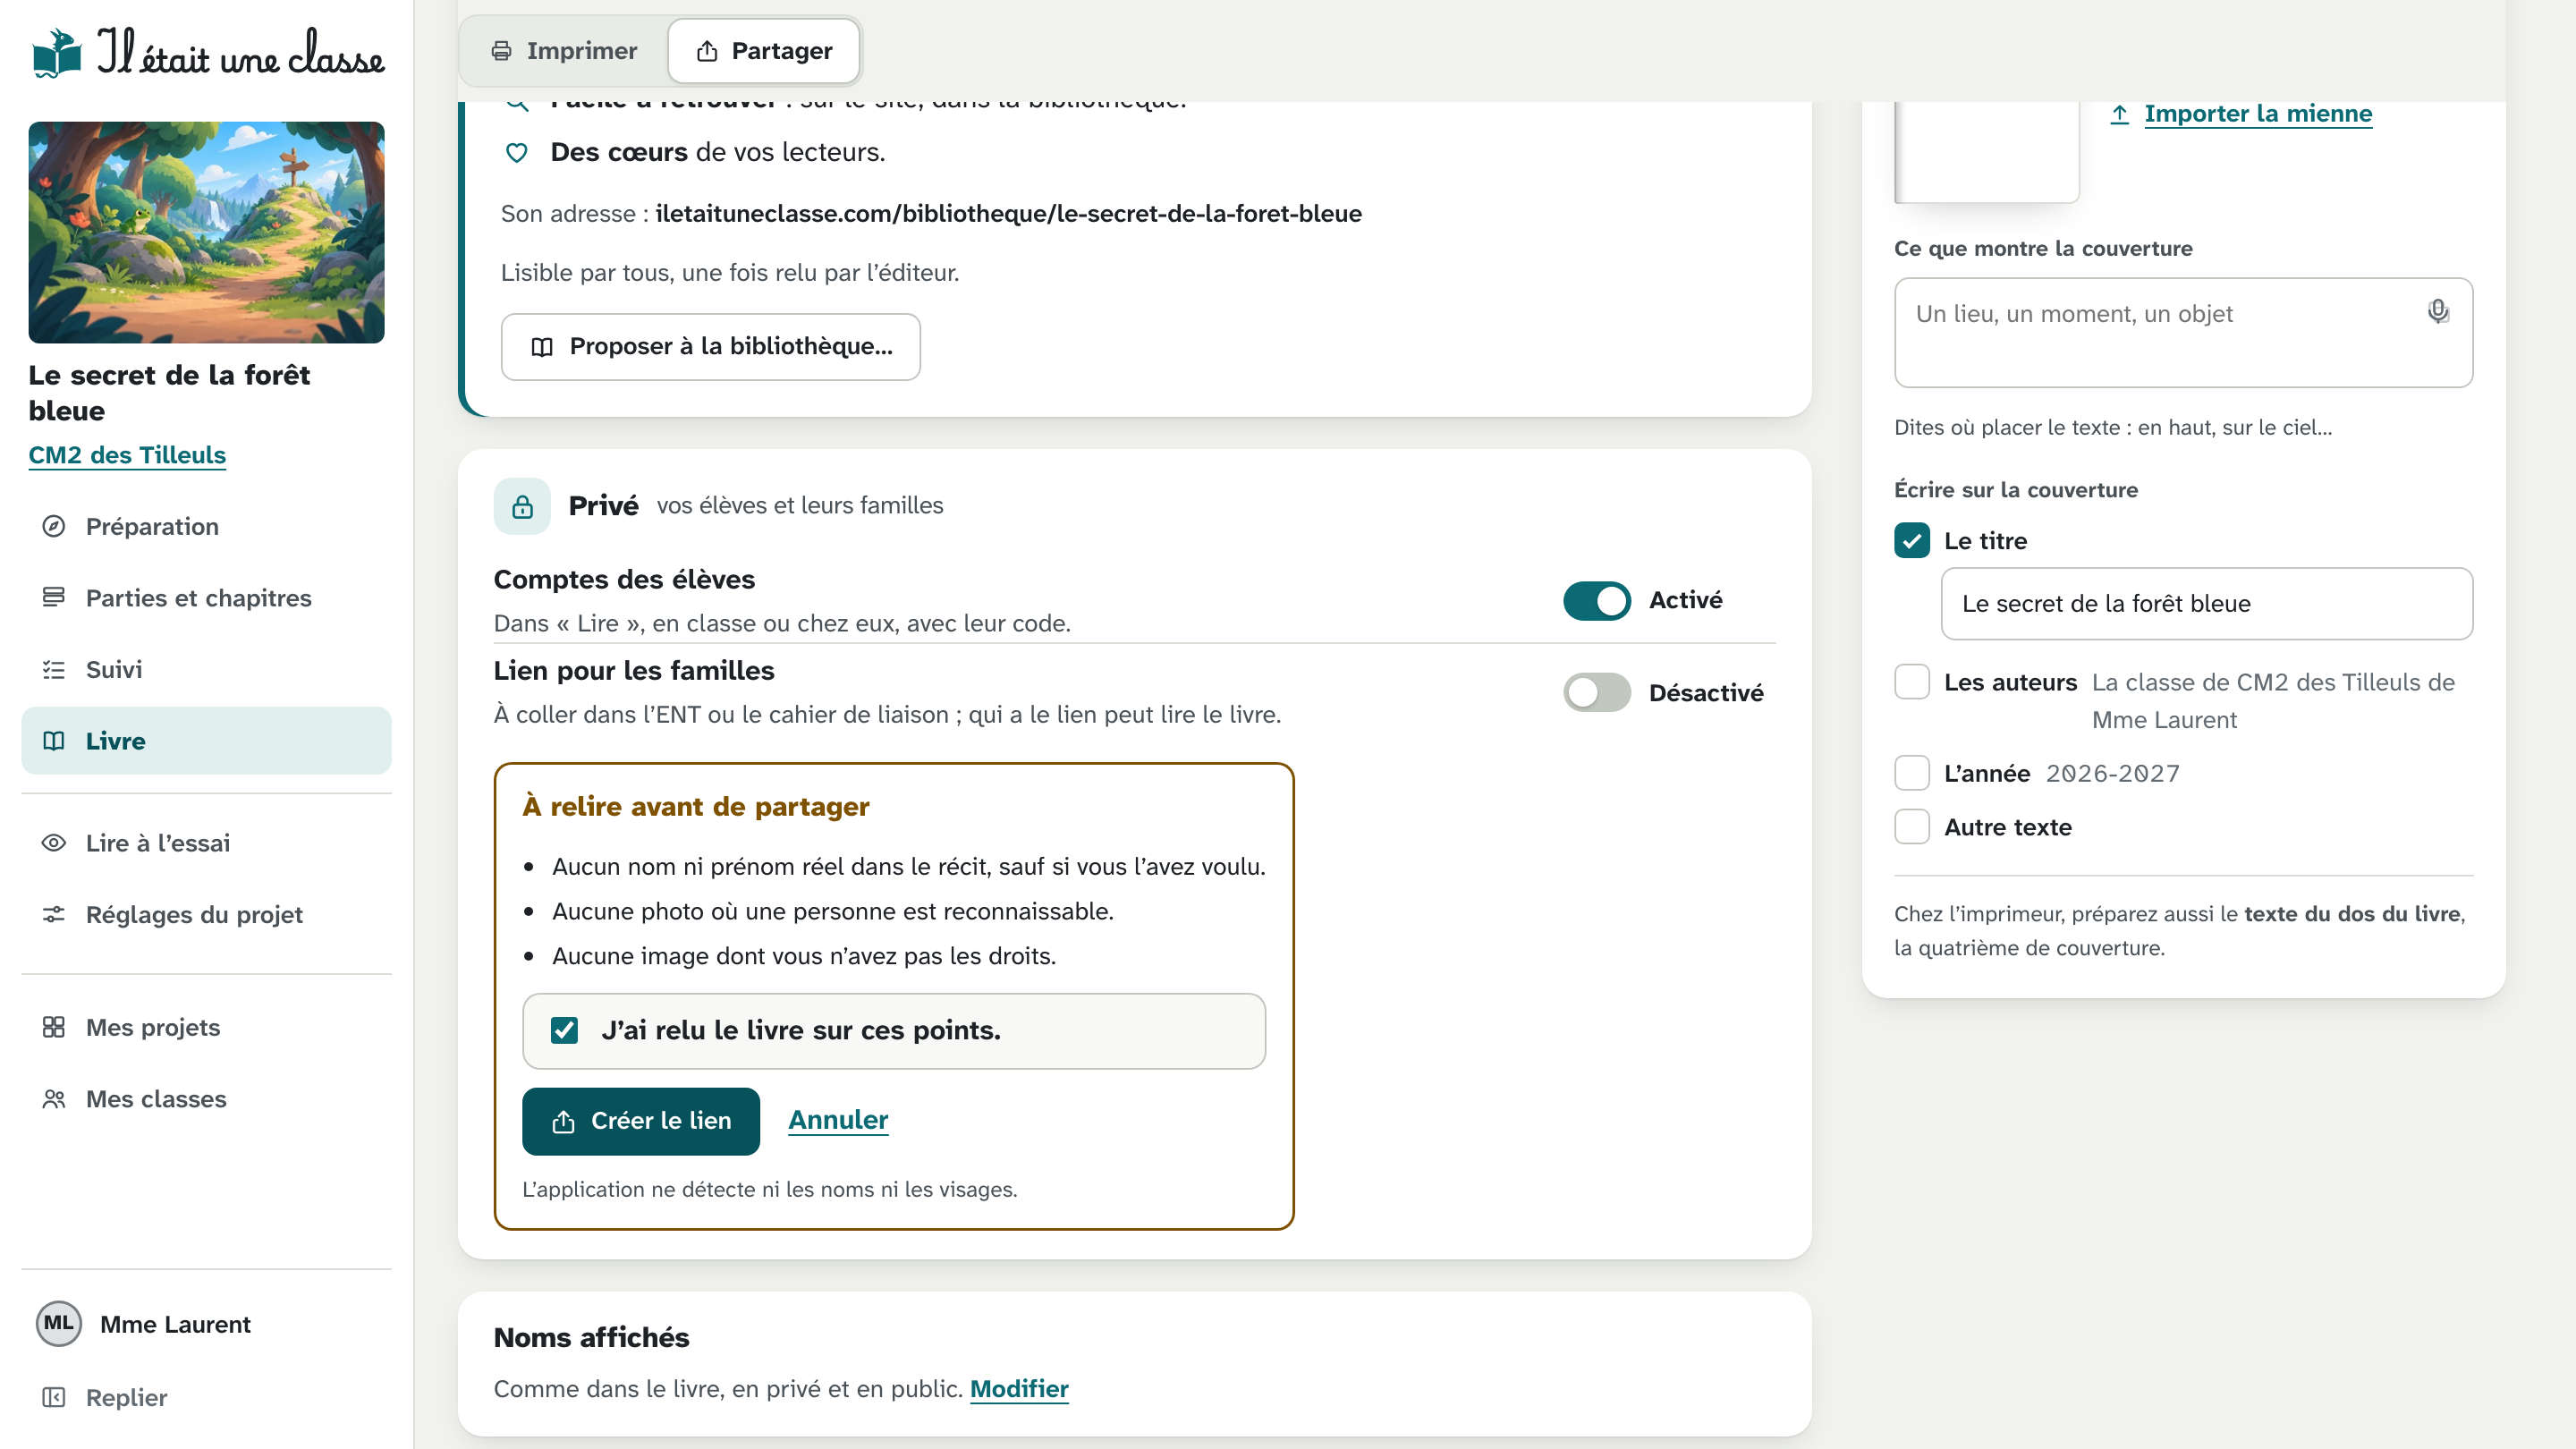 Il était une classe
Le secret de la forêt
bleue
CM2 des Tilleuls
Préparation
Parties et chapitres
Suivi
Livre
Lire à l’essai
Réglages du projet
Mes projets
Mes classes
ML
Mme Laurent
Replier
Imprimer
Partager
Facile à retrouver : sur le site, dans la bibliothèque.
Des cœurs de vos lecteurs.
Son adresse : iletaituneclasse.com/bibliotheque/le-secret-de-la-foret-bleue
Lisible par tous, une fois relu par l’éditeur.
Proposer à la bibliothèque…
Privé vos élèves et leurs familles
Comptes des élèves
Dans « Lire », en classe ou chez eux, avec leur code.
Activé
Lien pour les familles
À coller dans l’ENT ou le cahier de liaison ; qui a le lien peut lire le livre.
Désactivé
À relire avant de partager
• Aucun nom ni prénom réel dans le récit, sauf si vous l’avez voulu.
• Aucune photo où une personne est reconnaissable.
• Aucune image dont vous n’avez pas les droits.
J’ai relu le livre sur ces points.
Créer le lien
Annuler
L’application ne détecte ni les noms ni les visages.
Noms affichés
Comme dans le livre, en privé et en public. Modifier
Importer la mienne
Ce que montre la couverture
Un lieu, un moment, un objet
Dites où placer le texte : en haut, sur le ciel…
Écrire sur la couverture
Le titre
Le secret de la forêt bleue
Les auteurs La classe de CM2 des Tilleuls de
Mme Laurent
L’année 2026-2027
Autre texte
Chez l’imprimeur, préparez aussi le texte du dos du livre,
la quatrième de couverture.